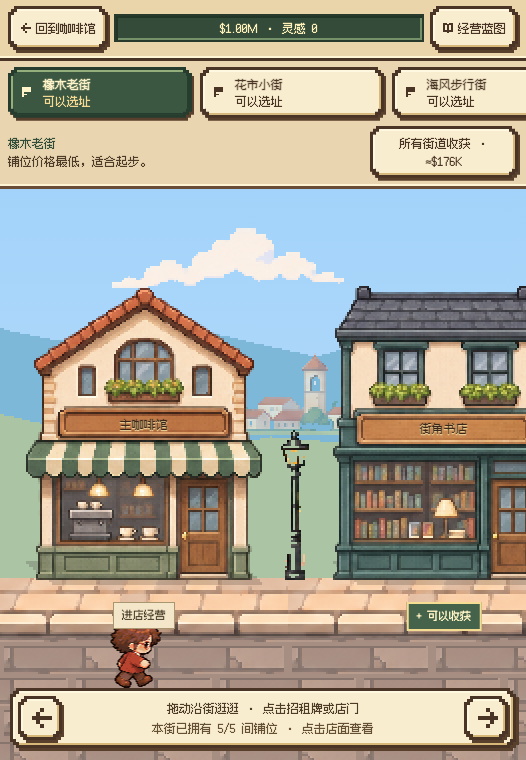 回到咖啡馆
$1.00M · 灵感 0
经营蓝图
橡木老街
可以选址
花市小街
可以选址
海风步行街
可以选址
橡木老街
铺位价格最低，适合起步。
所有街道收获 ·
≈$176K
主咖啡馆
街角书店
进店经营
+ 可以收获
拖动沿街逛逛 · 点击招租牌或店门
本街已拥有 5/5 间铺位 · 点击店面查看